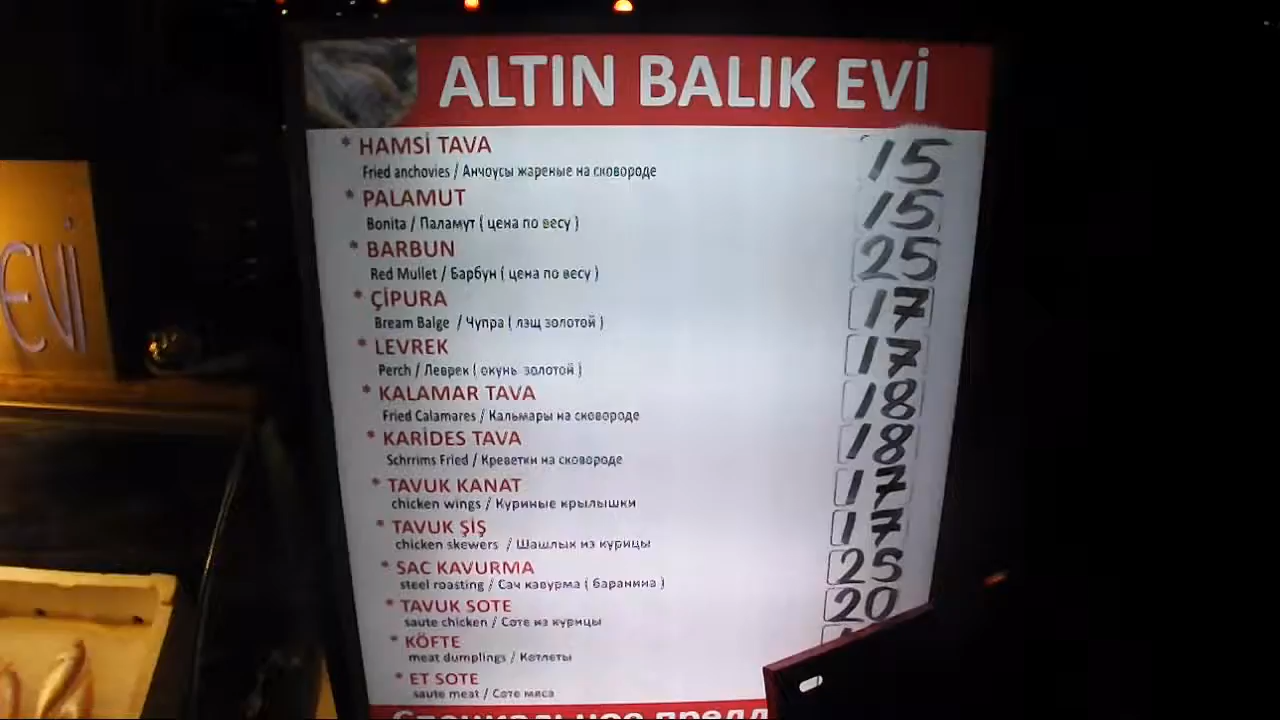 ALTIN BALIK EVİ
* HAMSİ TAVA 15
Fried anchovies / Анчоусы жареные на сковороде
* PALAMUT 15
Bonita / Паламут ( цена по весу )
* BARBUN 25
Red Mullet / Барбун ( цена по весу )
* ÇİPURA 17
Bream Balge / Чупра ( лэщ золотой )
* LEVREK 17
Perch / Леврек ( окунь золотой )
* KALAMAR TAVA 18
Fried Calamares / Кальмары на сковороде
* KARİDES TAVA 18
Schrrims Fried / Креветки на сковороде
* TAVUK KANAT 17
chicken wings / Куриные крылышки
* TAVUK ŞİŞ 17
chicken skewers / Шашлык из курицы
* SAC KAVURMA 25
steel roasting / Сач кавурма ( баранина )
* TAVUK SOTE 20
saute chicken / Соте из курицы
* KÖFTE
meat dumplings / Котлеты
* ET SOTE
saute meat / Соте мяса
EVİ